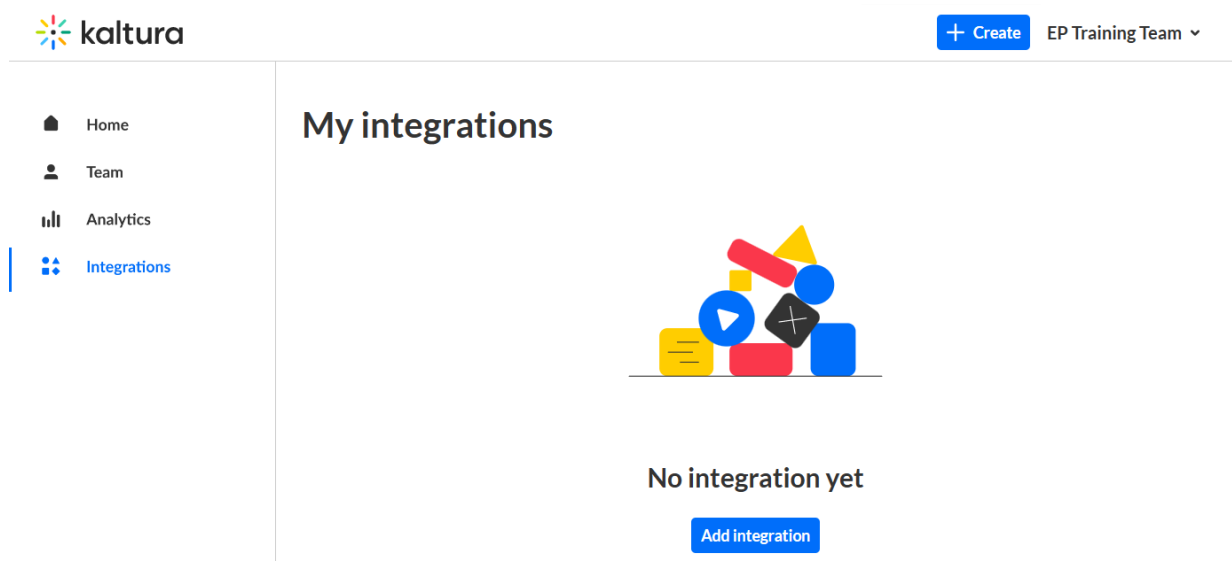 kaltura
Create
EP Training Team
Home
Team
Analytics
Integrations
My integrations
No integration yet
Add integration